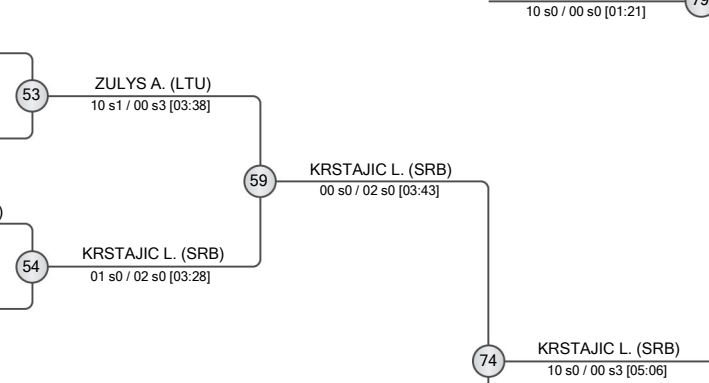 10 s0 / 00 s0 [01:21]
53
ZULYS A. (LTU)
10 s1 / 00 s3 [03:38]
59
KRSTAJIC L. (SRB)
00 s0 / 02 s0 [03:43]
54
KRSTAJIC L. (SRB)
01 s0 / 02 s0 [03:28]
74
KRSTAJIC L. (SRB)
10 s0 / 00 s3 [05:06]